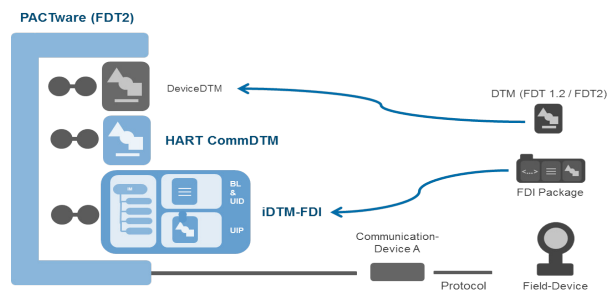 PACTware (FDT2)
DeviceDTM
DTM (FDT 1.2 / FDT2)
HART CommDTM
<...>
FDI Package
BL
&
UID
iDTM-FDI
UIP
Communication-
Device A
Protocol
Field-Device